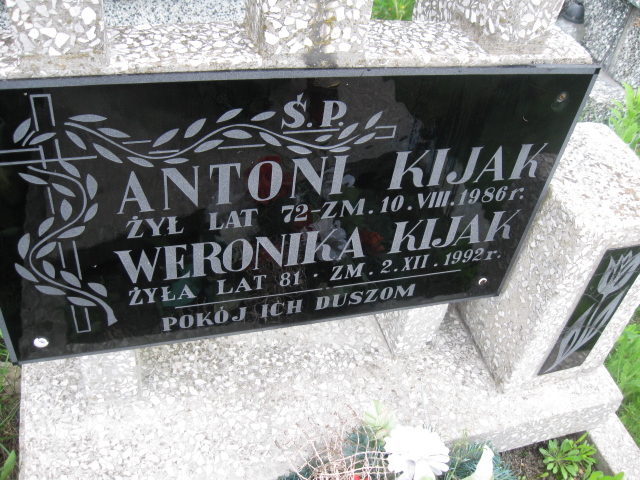 Ś.P.
ANTONI KIJAK
ŻYŁ LAT 72-ZM. 10. VIII. 1986 r.
WERONIKA KIJAK
ŻYŁA LAT 81 · ZM. 2. XII. 1992 r.
POKÓJ ICH DUSZOM